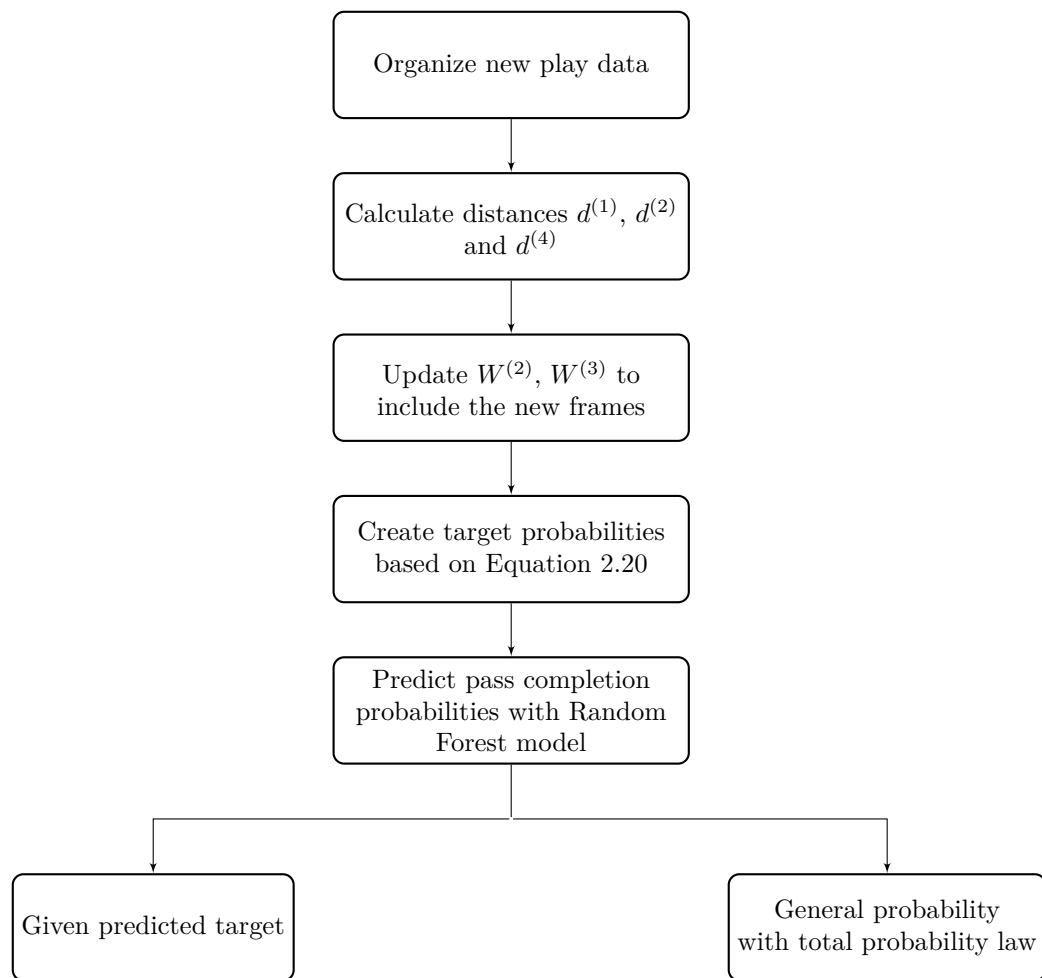 Organize new play data
Calculate distances $d^{(1)}$, $d^{(2)}$
and $d^{(4)}$
Update $W^{(2)}$, $W^{(3)}$ to
include the new frames
Create target probabilities
based on Equation 2.20
Predict pass completion
probabilities with Random
Forest model
Given predicted target
General probability
with total probability law